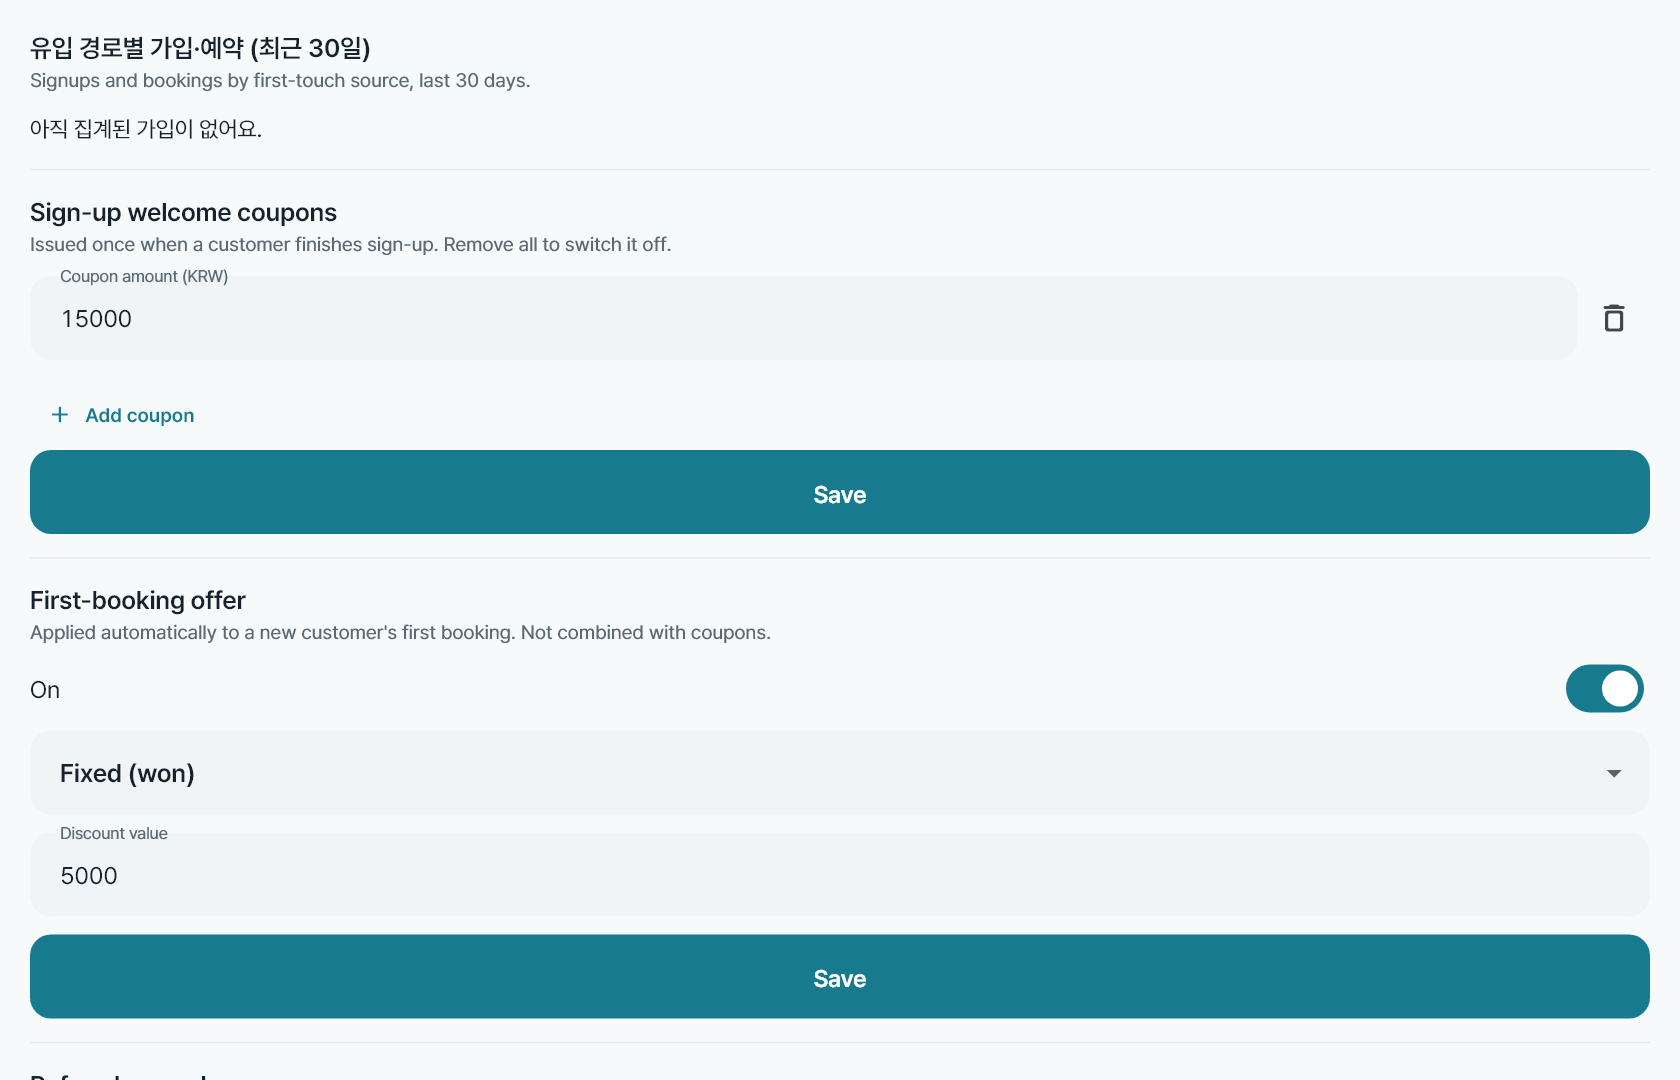 유입 경로별 가입·예약 (최근 30일)
Signups and bookings by first-touch source, last 30 days.
아직 집계된 가입이 없어요.
Sign-up welcome coupons
Issued once when a customer finishes sign-up. Remove all to switch it off.
Coupon amount (KRW)
15000
Add coupon
Save
First-booking offer
Applied automatically to a new customer's first booking. Not combined with coupons.
On
Fixed (won)
Discount value
5000
Save